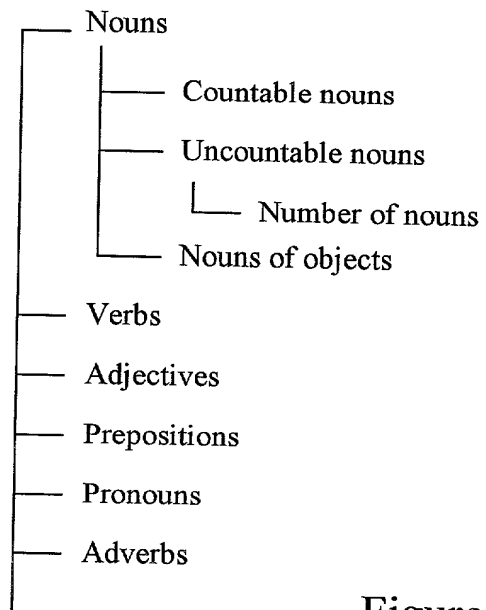 Nouns
Countable nouns
Uncountable nouns
Number of nouns
Nouns of objects
Verbs
Adjectives
Prepositions
Pronouns
Adverbs